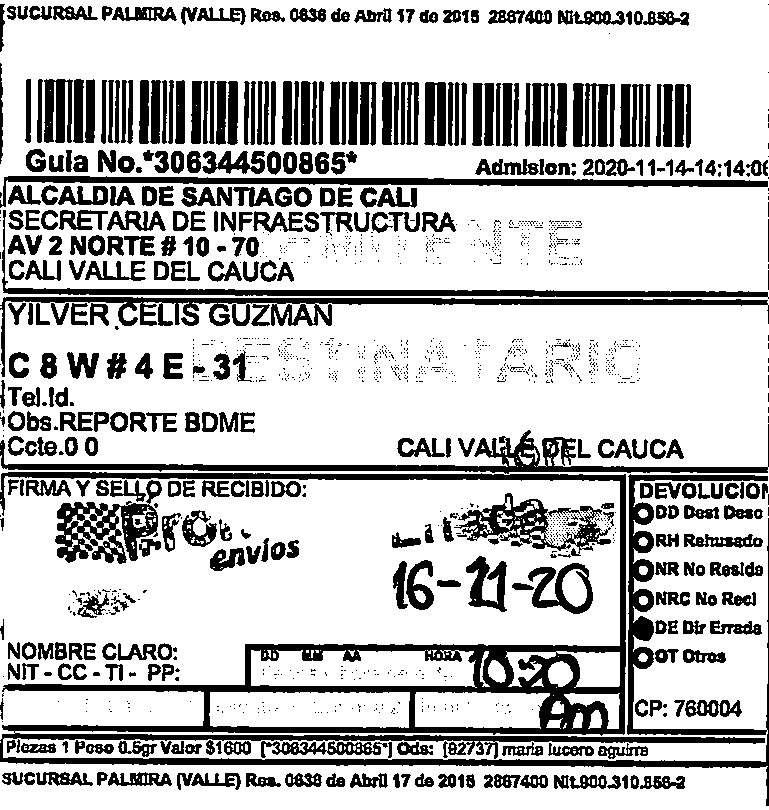 SUCURSAL PALMIRA (VALLE) Res. 0636 de Abril 17 de 2015 2867400 Nit.900.310.856-2
Guia No.*306344500865*
Admision: 2020-11-14-14:14:06
ALCALDIA DE SANTIAGO DE CALI
SECRETARIA DE INFRAESTRUCTURA
AV 2 NORTE # 10 - 70
CALI VALLE DEL CAUCA
YILVER CELIS GUZMAN
DESTINATARIO
C 8 W # 4 E - 31
Tel.Id.
Obs.REPORTE BDME
Ccte.0 0
CALI VALLE DEL CAUCA
FIRMA Y SELLO DE RECIBIDO:
envios
16-11-20
NOMBRE CLARO:
NIT - CC - TI - PP:
DD MM AA HORA
10:50
Am
DEVOLUCION
DD Dest Desc
RH Rehusado
NR No Reside
NRC No Recl
DE Dir Errada
OT Otros
CP: 760004
Piezas 1 Peso 0.5gr Valor $1600 [*306344500865*] Ods: [92737] maria lucero aguirre
SUCURSAL PALMIRA (VALLE) Res. 0636 de Abril 17 de 2015 2867400 Nit.900.310.856-2